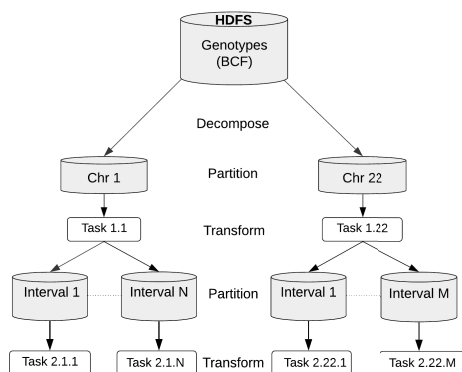 HDFS
Genotypes
(BCF)
Decompose
Chr 1
Partition
Chr 22
Task 1.1
Transform
Task 1.22
Interval 1
Interval N
Partition
Interval 1
Interval M
Task 2.1.1
Task 2.1.N
Transform
Task 2.22.1
Task 2.22.M